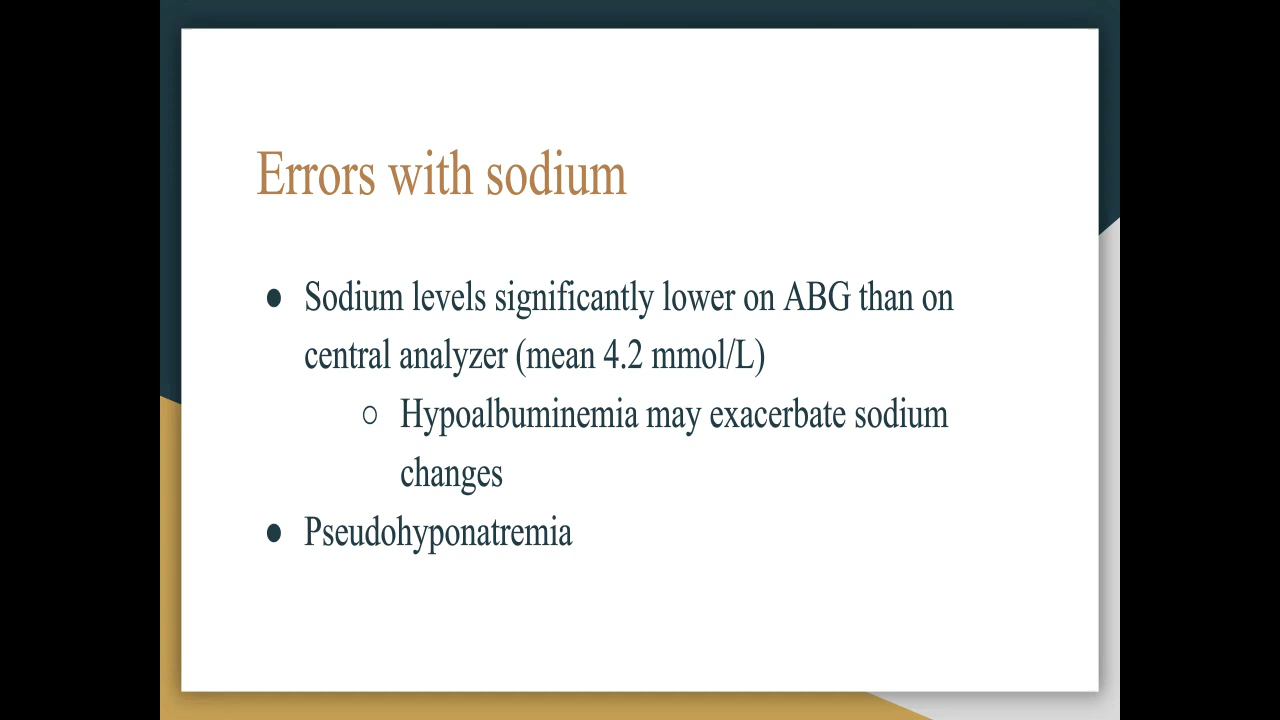 Errors with sodium
● Sodium levels significantly lower on ABG than on
central analyzer (mean 4.2 mmol/L)
○ Hypoalbuminemia may exacerbate sodium
changes
● Pseudohyponatremia